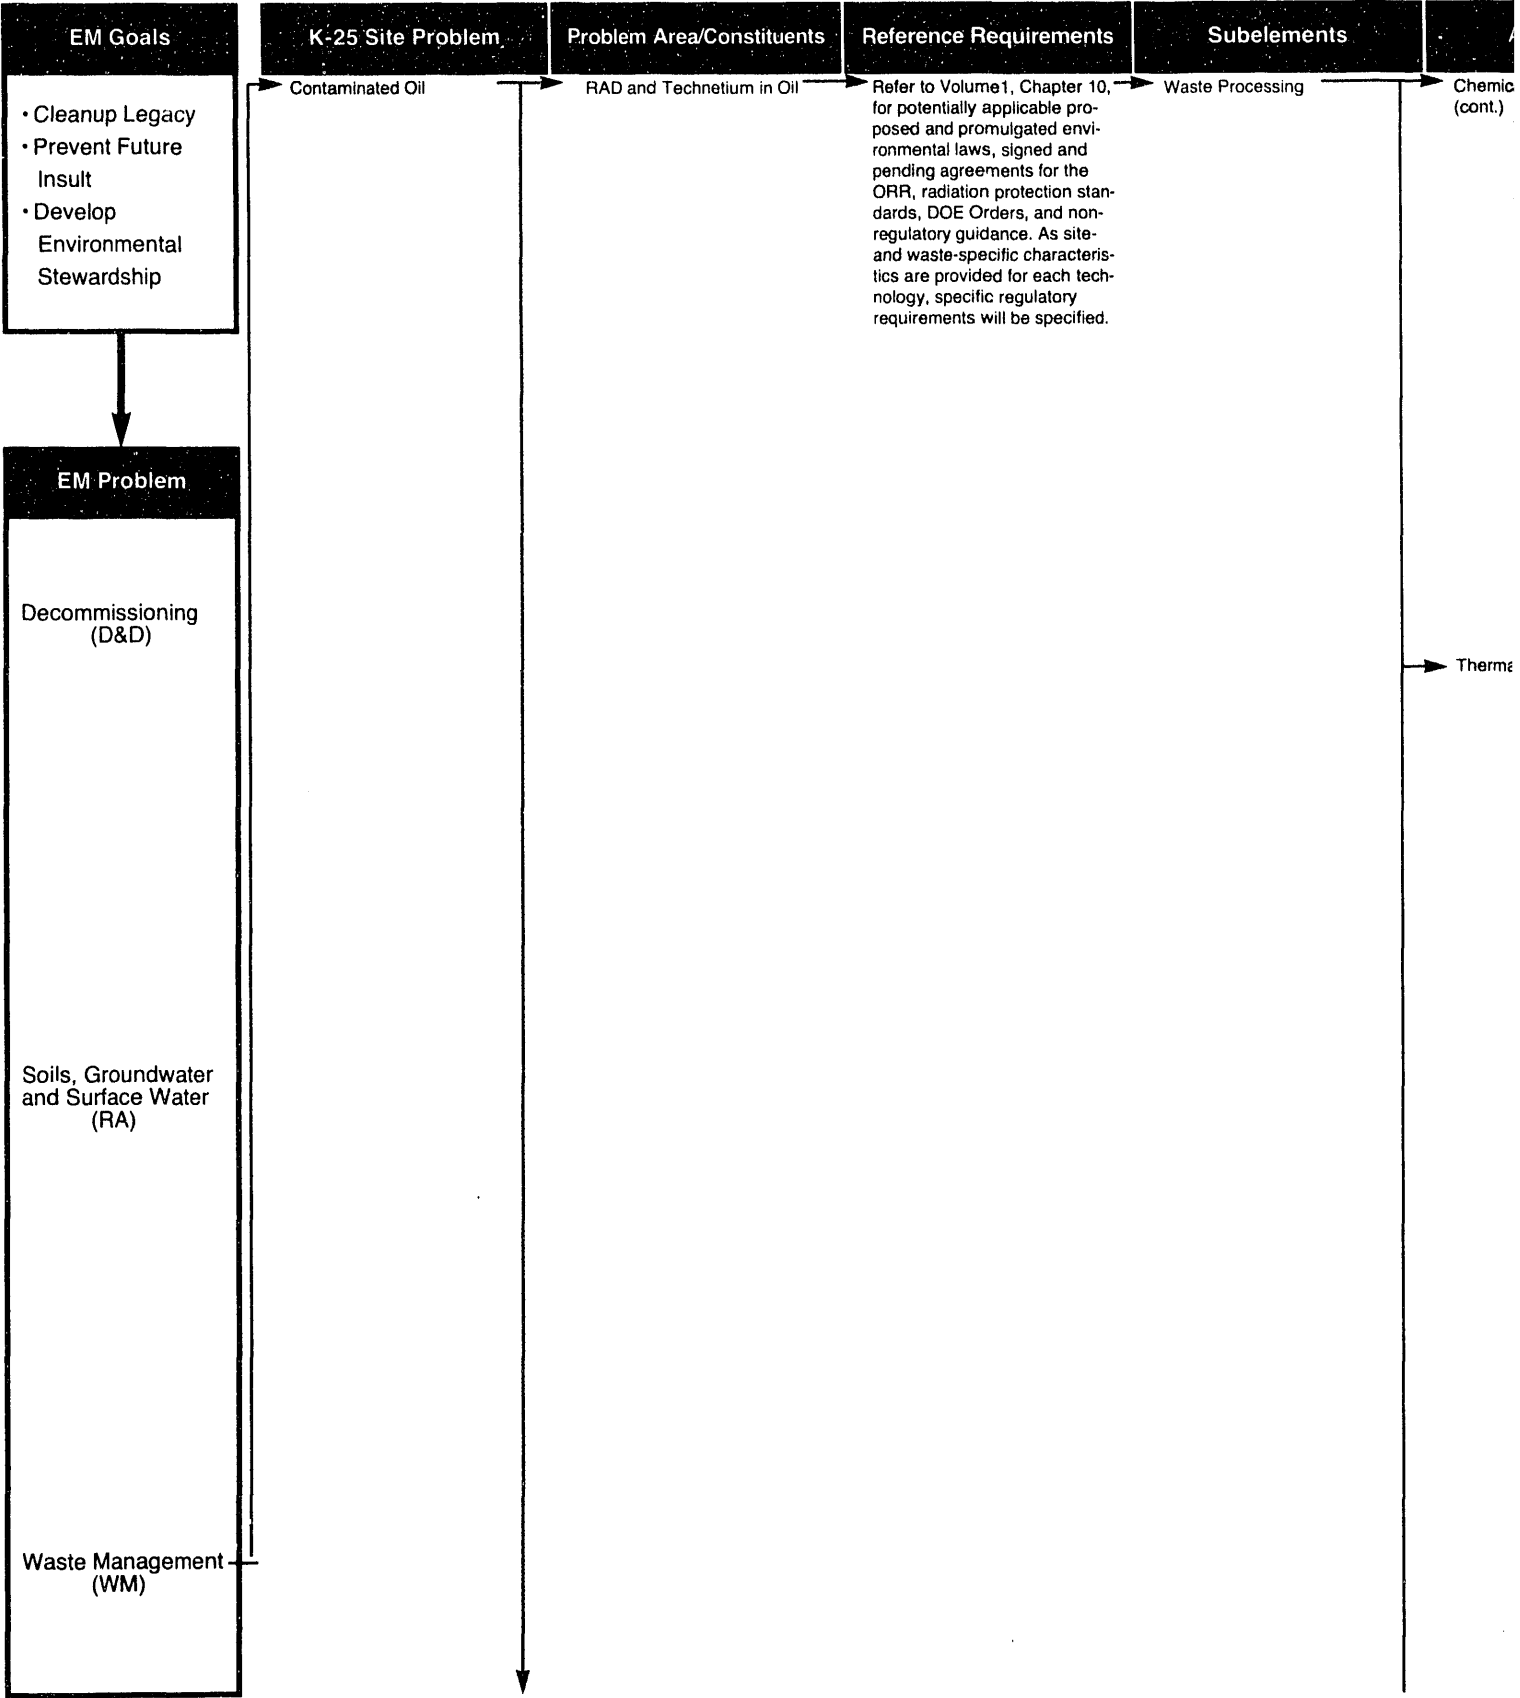 EM Goals
• Cleanup Legacy
• Prevent Future
Insult
• Develop
Environmental
Stewardship
EM Problem
Decommissioning
(D&D)
Soils, Groundwater
and Surface Water
(RA)
Waste Management
(WM)
K-25 Site Problem
Contaminated Oil
Problem Area/Constituents
RAD and Technetium in Oil
Reference Requirements
Refer to Volume1, Chapter 10,
for potentially applicable pro-
posed and promulgated envi-
ronmental laws, signed and
pending agreements for the
ORR, radiation protection stan-
dards, DOE Orders, and non-
regulatory guidance. As site-
and waste-specific characteris-
tics are provided for each tech-
nology, specific regulatory
requirements will be specified.
Subelements
Waste Processing
Chemic
(cont.)